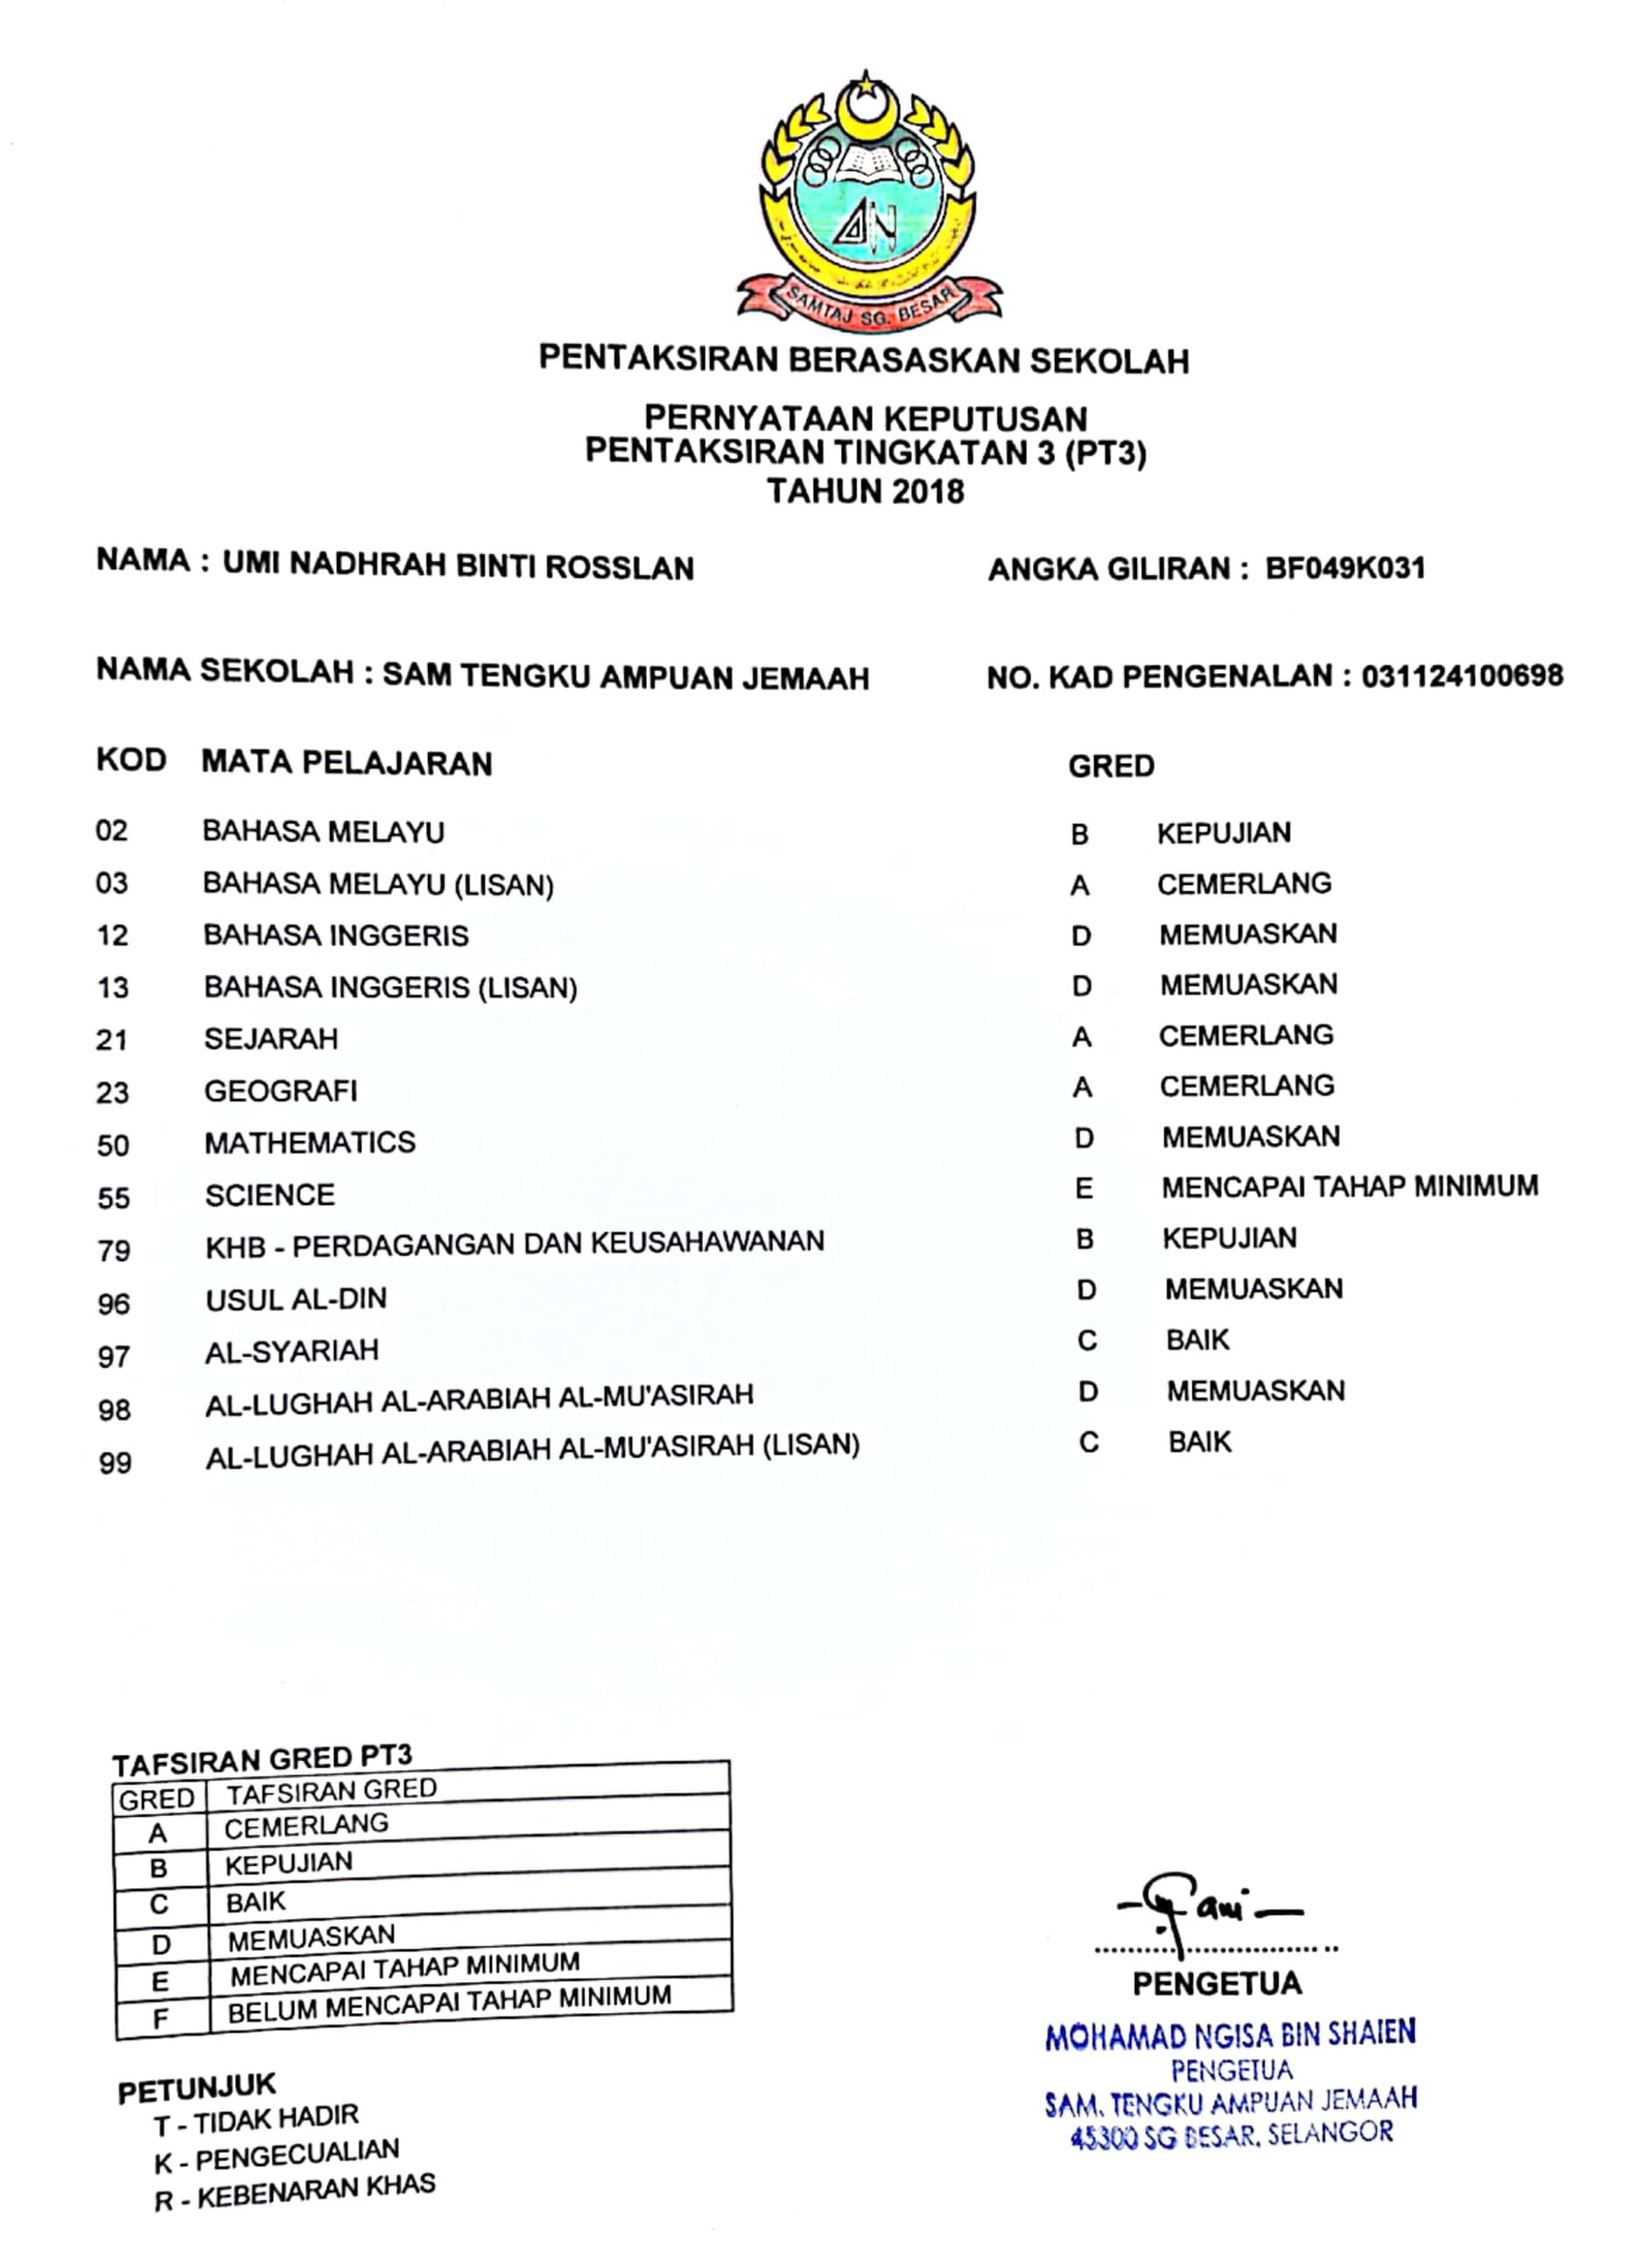 SAMTAJ SG. BESAR
PENTAKSIRAN BERASASKAN SEKOLAH
PERNYATAAN KEPUTUSAN
PENTAKSIRAN TINGKATAN 3 (PT3)
TAHUN 2018
NAMA : UMI NADHRAH BINTI ROSSLAN ANGKA GILIRAN : BF049K031
NAMA SEKOLAH : SAM TENGKU AMPUAN JEMAAH NO. KAD PENGENALAN : 031124100698
KOD MATA PELAJARAN GRED
02 BAHASA MELAYU B KEPUJIAN
03 BAHASA MELAYU (LISAN) A CEMERLANG
12 BAHASA INGGERIS D MEMUASKAN
13 BAHASA INGGERIS (LISAN) D MEMUASKAN
21 SEJARAH A CEMERLANG
23 GEOGRAFI A CEMERLANG
50 MATHEMATICS D MEMUASKAN
55 SCIENCE E MENCAPAI TAHAP MINIMUM
79 KHB - PERDAGANGAN DAN KEUSAHAWANAN B KEPUJIAN
96 USUL AL-DIN D MEMUASKAN
97 AL-SYARIAH C BAIK
98 AL-LUGHAH AL-ARABIAH AL-MU'ASIRAH D MEMUASKAN
99 AL-LUGHAH AL-ARABIAH AL-MU'ASIRAH (LISAN) C BAIK
TAFSIRAN GRED PT3
GRED TAFSIRAN GRED
A CEMERLANG
B KEPUJIAN
C BAIK
D MEMUASKAN
E MENCAPAI TAHAP MINIMUM
F BELUM MENCAPAI TAHAP MINIMUM
PETUNJUK
T - TIDAK HADIR
K - PENGECUALIAN
R - KEBENARAN KHAS
PENGETUA
MOHAMAD NGISA BIN SHAIEN
PENGETUA
SAM. TENGKU AMPUAN JEMAAH
45300 SG BESAR, SELANGOR